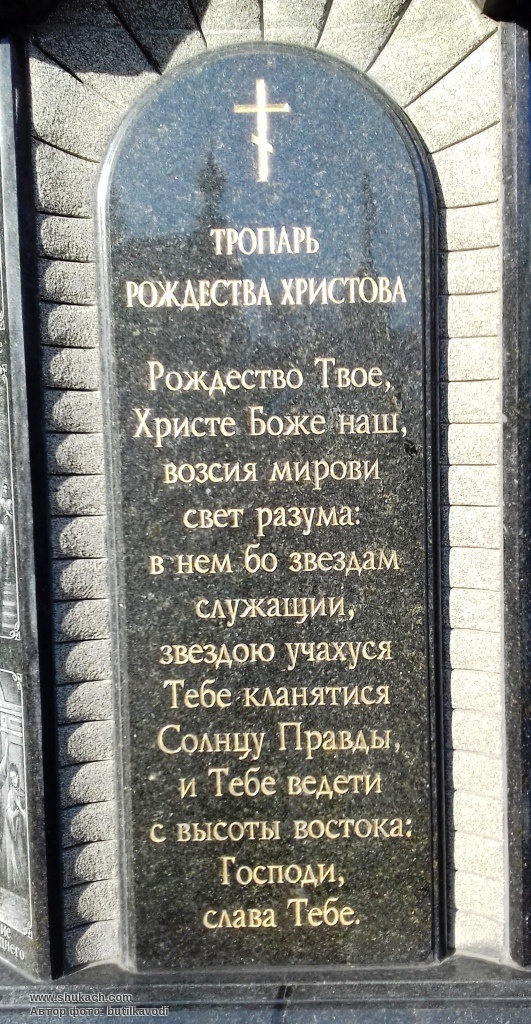 ТРОПАРЬ
РОЖДЕСТВА ХРИСТОВА
Рождество Твое,
Христе Боже наш,
возсия мирови
свет разума:
в нем бо звездам
служащии,
звездою учахуся
Тебе кланятися
Солнцу Правды,
и Тебе ведети
с высоты востока:
Господи,
слава Тебе.
www.shukach.com
Автор фото: butilkavodi